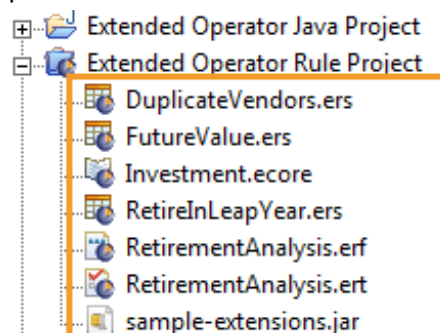 Extended Operator Java Project
Extended Operator Rule Project
DuplicateVendors.ers
FutureValue.ers
Investment.ecore
RetireInLeapYear.ers
RetirementAnalysis.erf
RetirementAnalysis.ert
sample-extensions.jar